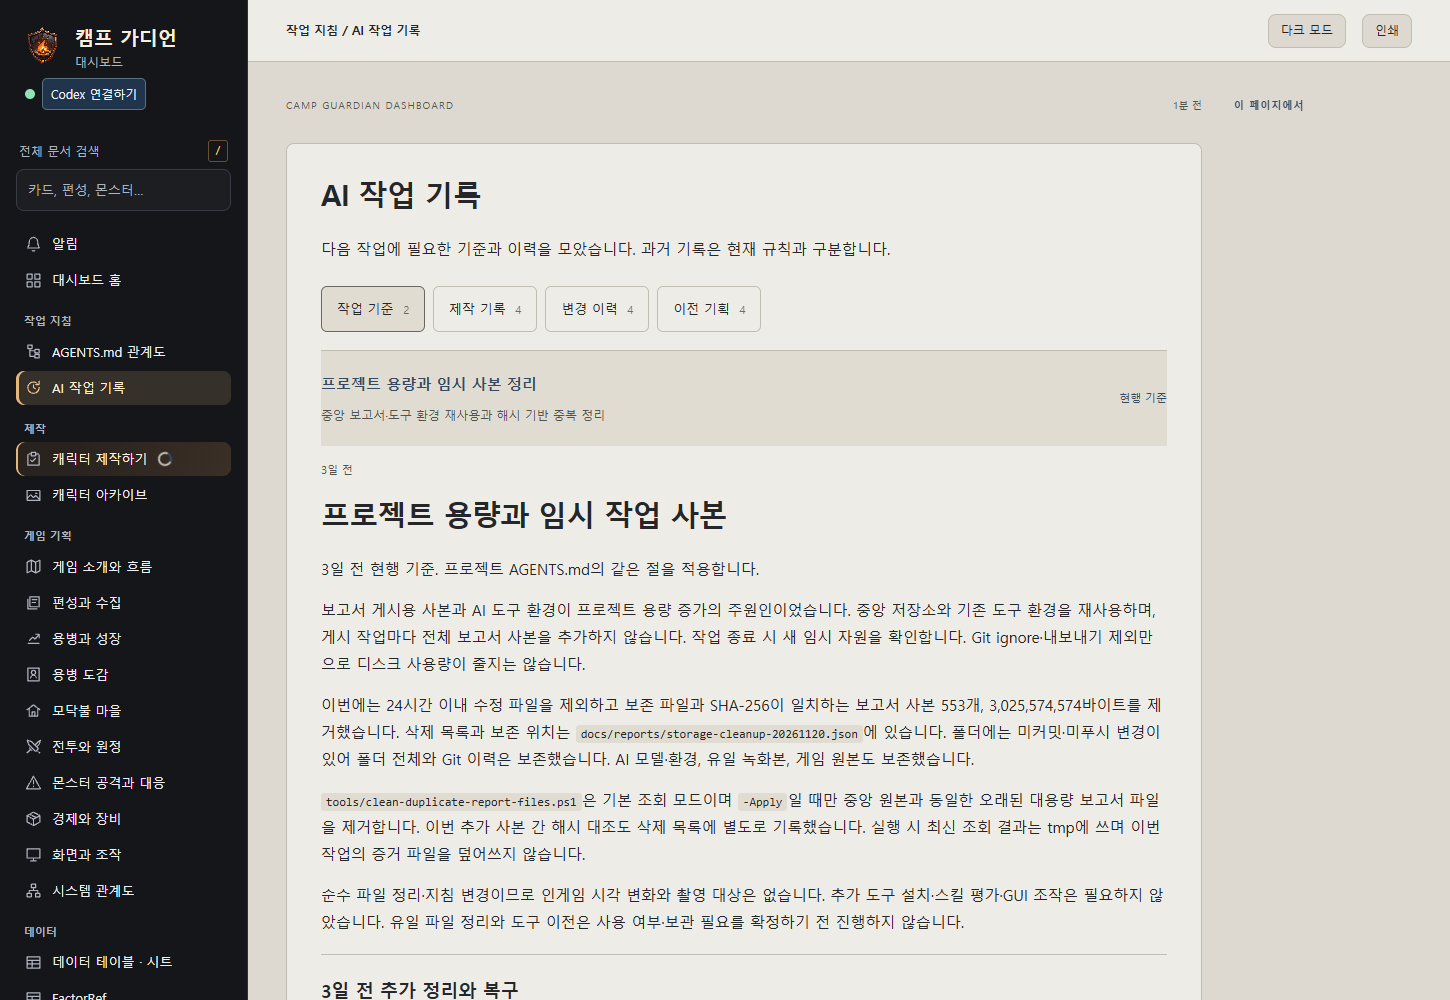 캠프 가디언
대시보드
Codex 연결하기
전체 문서 검색
/
카드, 편성, 몬스터...
알림
대시보드 홈
작업 지침
AGENTS.md 관계도
AI 작업 기록
제작
캐릭터 제작하기
캐릭터 아카이브
게임 기획
게임 소개와 흐름
편성과 수집
용병과 성장
용병 도감
모닥불 마을
전투와 원정
몬스터 공격과 대응
경제와 장비
화면과 조작
시스템 관계도
데이터
데이터 테이블 · 시트
FactorRef
작업 지침 / AI 작업 기록
다크 모드
인쇄
CAMP GUARDIAN DASHBOARD
1분 전
이 페이지에서
AI 작업 기록
다음 작업에 필요한 기준과 이력을 모았습니다. 과거 기록은 현재 규칙과 구분합니다.
작업 기준 2
제작 기록 4
변경 이력 4
이전 기획 4
프로젝트 용량과 임시 사본 정리
중앙 보고서·도구 환경 재사용과 해시 기반 중복 정리
현행 기준
3일 전
프로젝트 용량과 임시 작업 사본
3일 전 현행 기준. 프로젝트 AGENTS.md의 같은 절을 적용합니다.
보고서 게시용 사본과 AI 도구 환경이 프로젝트 용량 증가의 주원인이었습니다. 중앙 저장소와 기존 도구 환경을 재사용하며,
게시 작업마다 전체 보고서 사본을 추가하지 않습니다. 작업 종료 시 새 임시 자원을 확인합니다. Git ignore·내보내기 제외만
으로 디스크 사용량이 줄지는 않습니다.
이번에는 24시간 이내 수정 파일을 제외하고 보존 파일과 SHA-256이 일치하는 보고서 사본 553개, 3,025,574,574바이트를 제
거했습니다. 삭제 목록과 보존 위치는 docs/reports/storage-cleanup-20261120.json에 있습니다. 폴더에는 미커밋·미푸시 변경이
있어 폴더 전체와 Git 이력은 보존했습니다. AI 모델·환경, 유일 녹화본, 게임 원본도 보존했습니다.
tools/clean-duplicate-report-files.ps1은 기본 조회 모드이며 -Apply일 때만 중앙 원본과 동일한 오래된 대용량 보고서 파일
을 제거합니다. 이번 추가 사본 간 해시 대조도 삭제 목록에 별도로 기록했습니다. 실행 시 최신 조회 결과는 tmp에 쓰며 이번
작업의 증거 파일을 덮어쓰지 않습니다.
순수 파일 정리·지침 변경이므로 인게임 시각 변화와 촬영 대상은 없습니다. 추가 도구 설치·스킬 평가·GUI 조작은 필요하지 않
았습니다. 유일 파일 정리와 도구 이전은 사용 여부·보관 필요를 확정하기 전 진행하지 않습니다.
3일 전 추가 정리와 복구